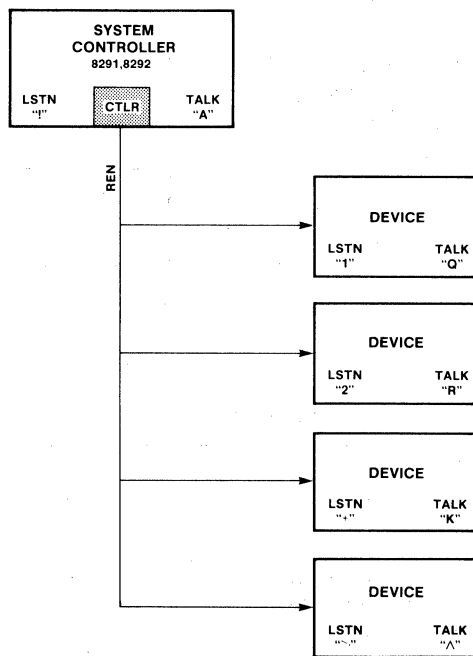 SYSTEM
CONTROLLER
8291,8292
LSTN CTLR TALK
"!" "A"
REN
DEVICE
LSTN TALK
"1" "Q"
DEVICE
LSTN TALK
"2" "R"
DEVICE
LSTN TALK
"+" "K"
DEVICE
LSTN TALK
"^"